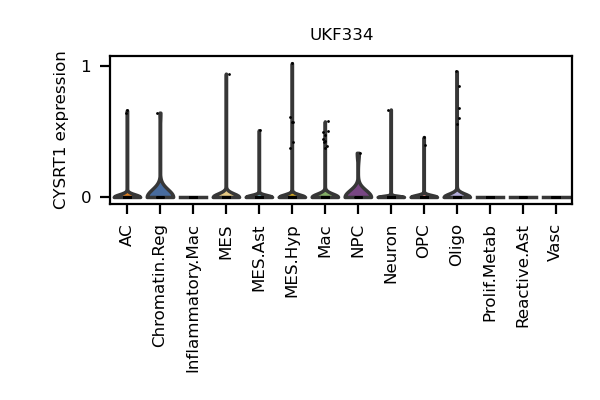 UKF334
CYSRT1 expression
1
0
AC
Chromatin.Reg
Inflammatory.Mac
MES
MES.Ast
MES.Hyp
Mac
NPC
Neuron
OPC
Oligo
Prolif.Metab
Reactive.Ast
Vasc